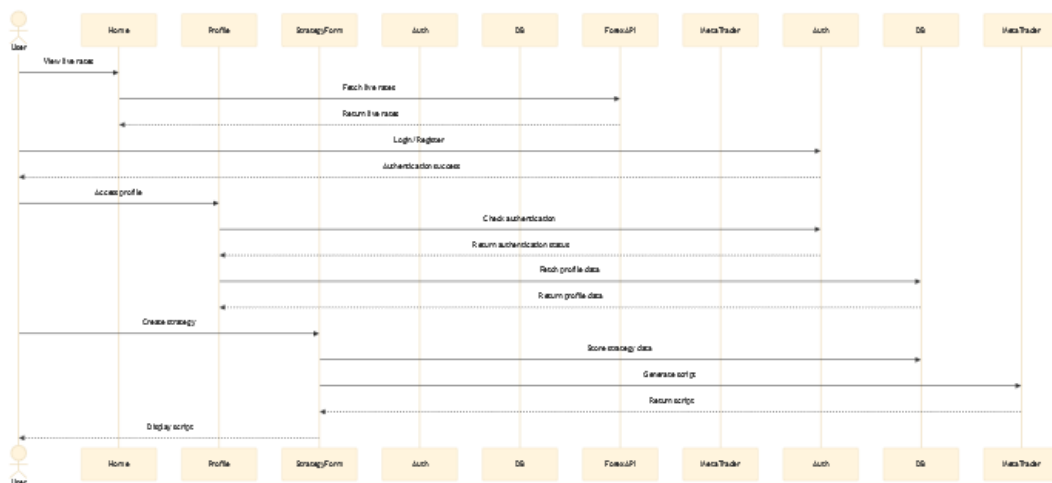 Home Profile StrategyForm Auth DB ForexAPI MetaTrader Auth DB MetaTrader
User
View live rates
Fetch live rates
Return live rates
Login/Register
Authentication success
Access profile
Check authentication
Return authentication status
Fetch profile data
Return profile data
Create strategy
Store strategy data
Generate script
Return script
Display script
Home Profile StrategyForm Auth DB ForexAPI MetaTrader Auth DB MetaTrader
User